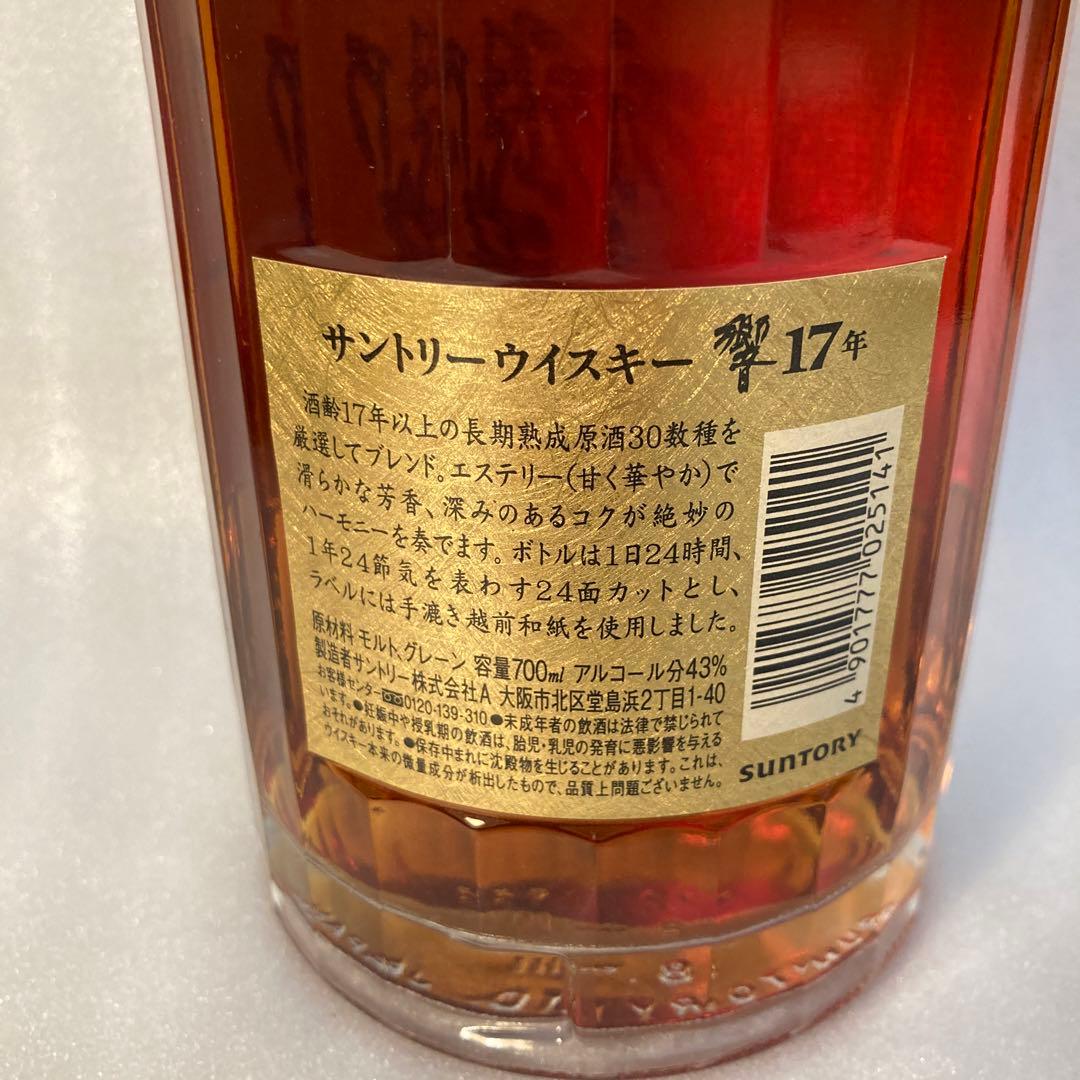 サントリーウイスキー 響 17年
酒齢17年以上の長期熟成原酒30数種を
厳選してブレンド。エステリー(甘く華やか)で
滑らかな芳香、深みのあるコクが絶妙の
ハーモニーを奏でます。ボトルは1日24時間、
1年24節気を表わす24面カットとし、
ラベルには手漉き越前和紙を使用しました。
原材料 モルト、グレーン 容量700ml アルコール分43%
製造者サントリー株式会社A 大阪市北区堂島浜2丁目1-40
お客様センター 0120-139-310 ●未成年者の飲酒は法律で禁じられて
います。●妊娠中や授乳期の飲酒は、胎児・乳児の発育に悪影響を与える
おそれがあります。●保存中まれに沈殿物を生じることがあります。これは、
ウイスキー本来の微量成分が析出したもので、品質上問題ございません。
4901777025141
SUNTORY